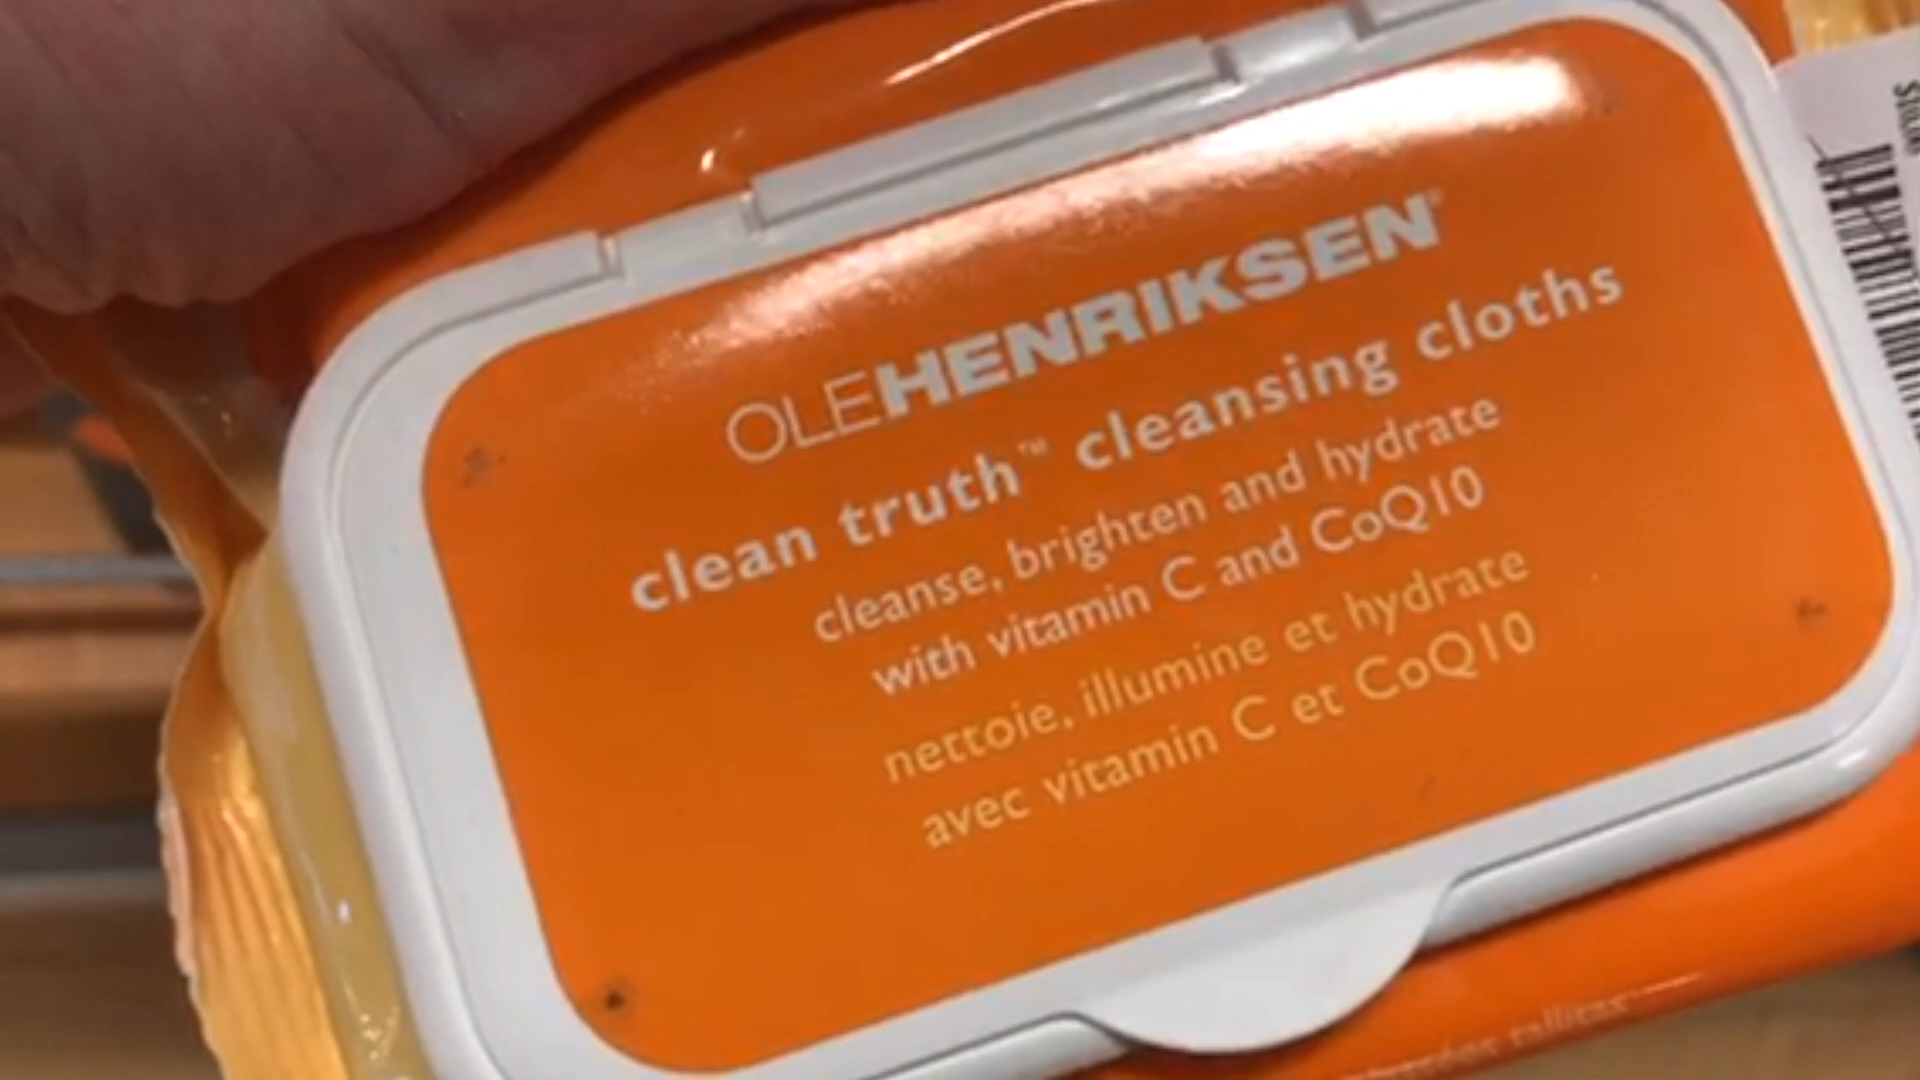 OLEHENRIKSEN
clean truth™ cleansing cloths
cleanse, brighten and hydrate
with vitamin C and CoQ10
nettoie, illumine et hydrate
avec vitamin C et CoQ10